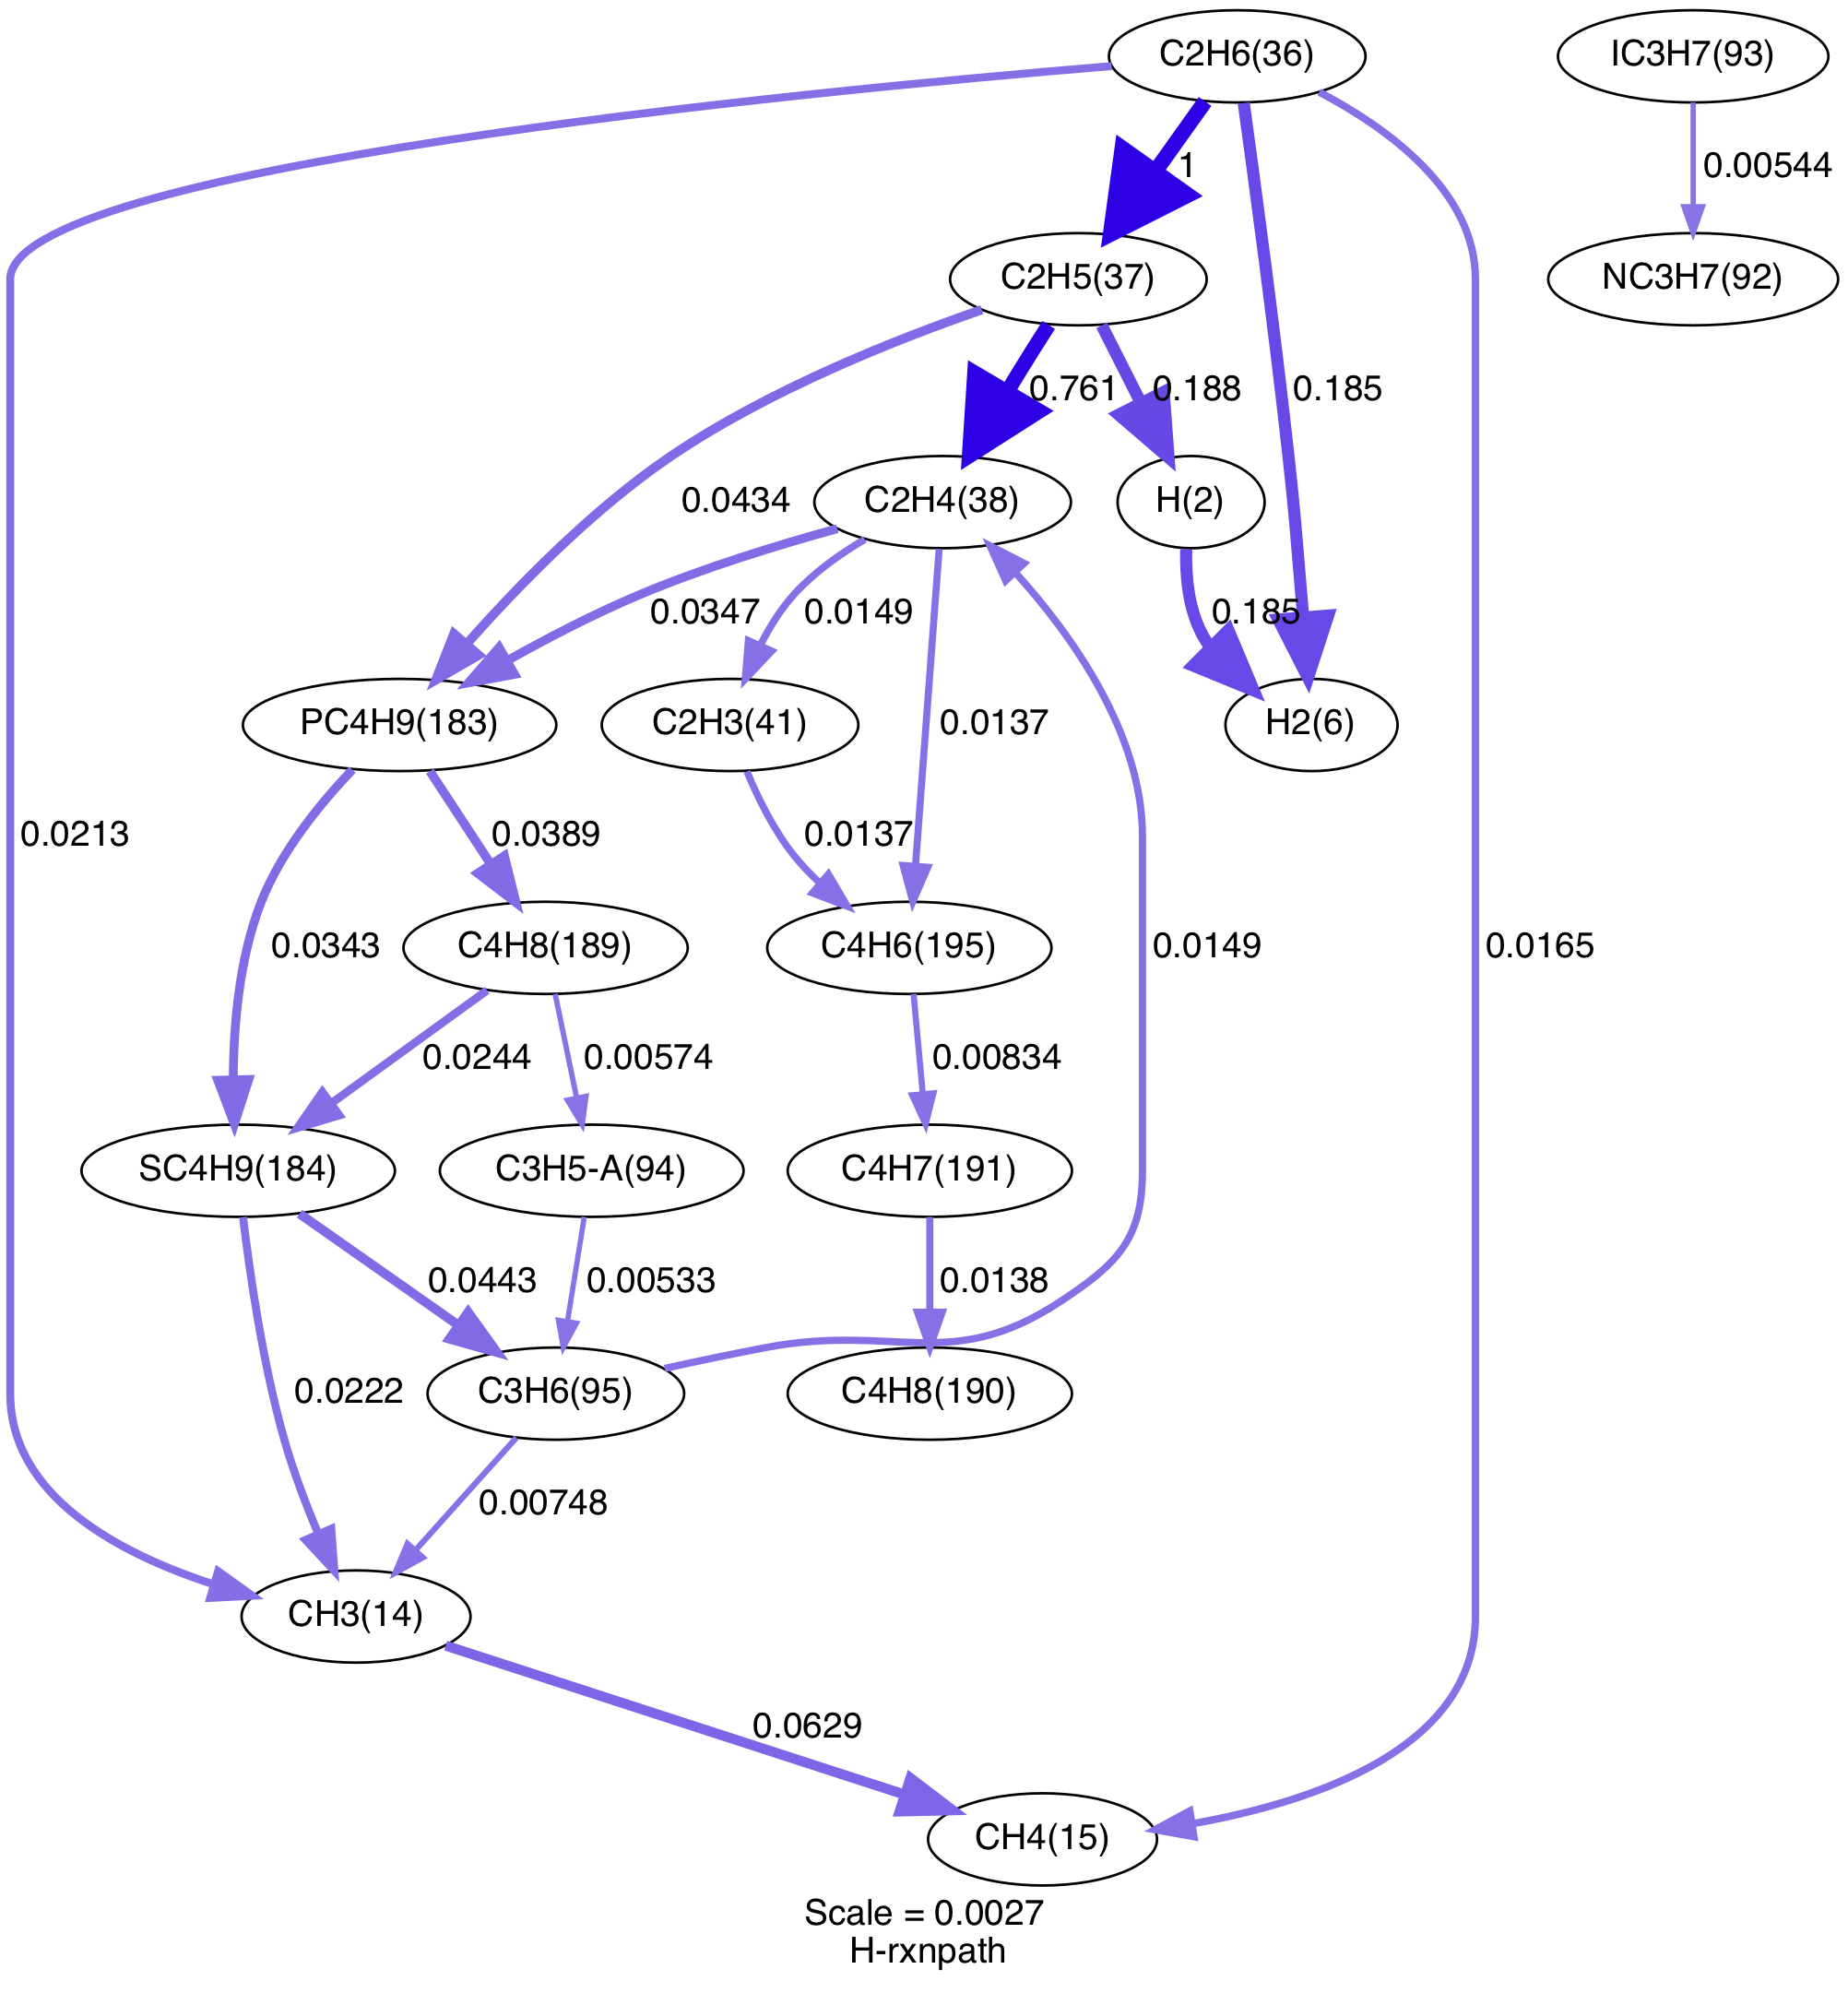 C2H6(36)
IC3H7(93)
1
0.00544
C2H5(37)
NC3H7(92)
0.761
0.188
0.185
C2H4(38)
H(2)
0.0434
0.0347
0.0149
0.185
PC4H9(183)
C2H3(41)
0.0137
H2(6)
0.0213
0.0389
0.0137
0.0343
C4H8(189)
C4H6(195)
0.0149
0.0165
0.0244
0.00574
0.00834
SC4H9(184)
C3H5-A(94)
C4H7(191)
0.0443
0.00533
0.0138
0.0222
C3H6(95)
C4H8(190)
0.00748
CH3(14)
0.0629
CH4(15)
Scale = 0.0027
H-rxnpath